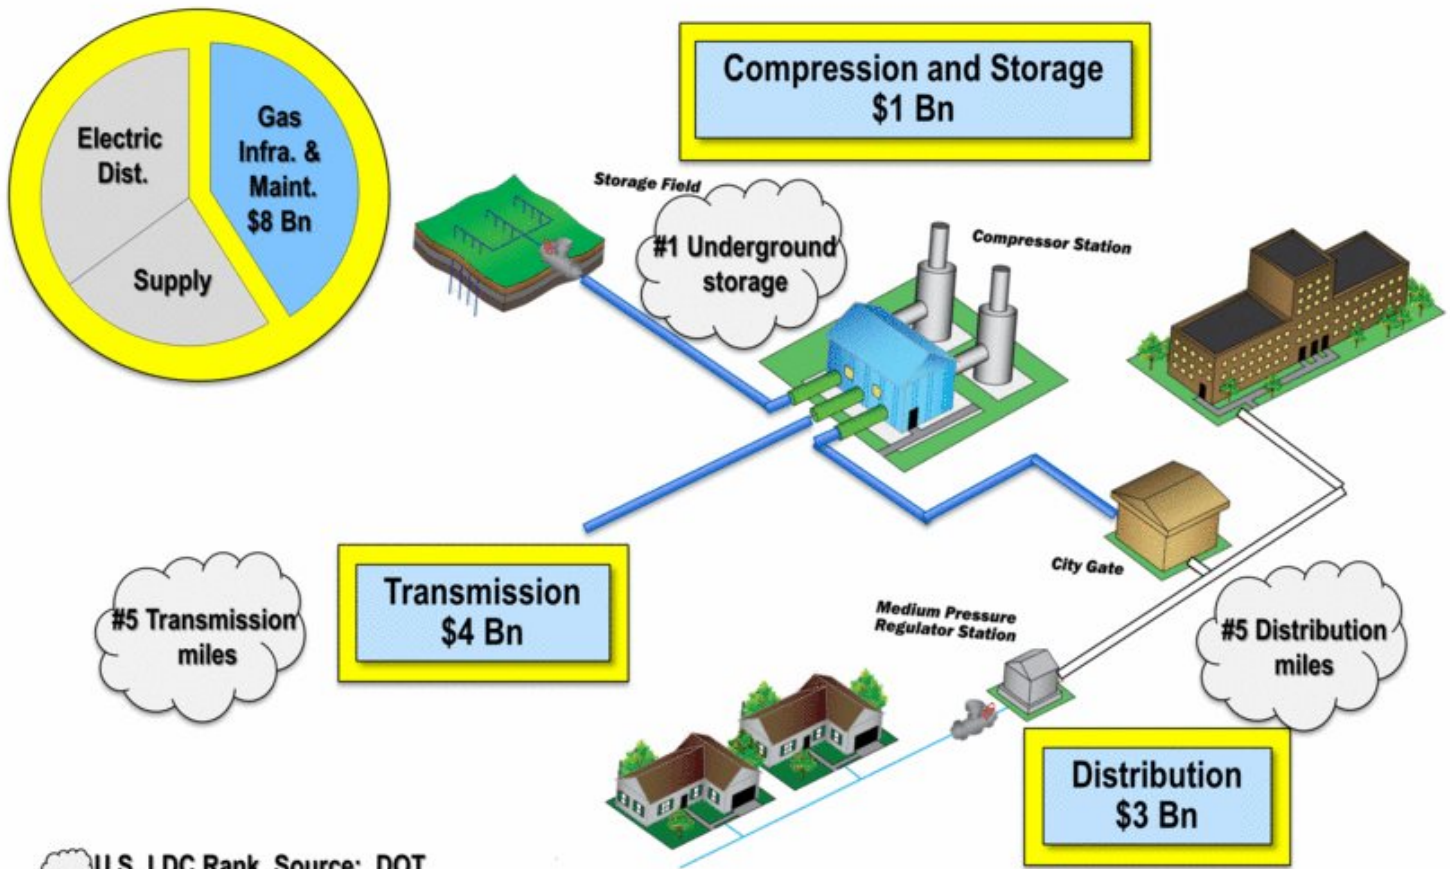 Compression and Storage
$1 Bn
Electric
Dist.
Gas
Infra. &
Maint.
$8 Bn
Supply
Storage Field
#1 Underground
storage
Compressor Station
City Gate
#5 Transmission
miles
Transmission
$4 Bn
Medium Pressure
Regulator Station
#5 Distribution
miles
Distribution
$3 Bn
U.S. LDC Rank Source: DOT